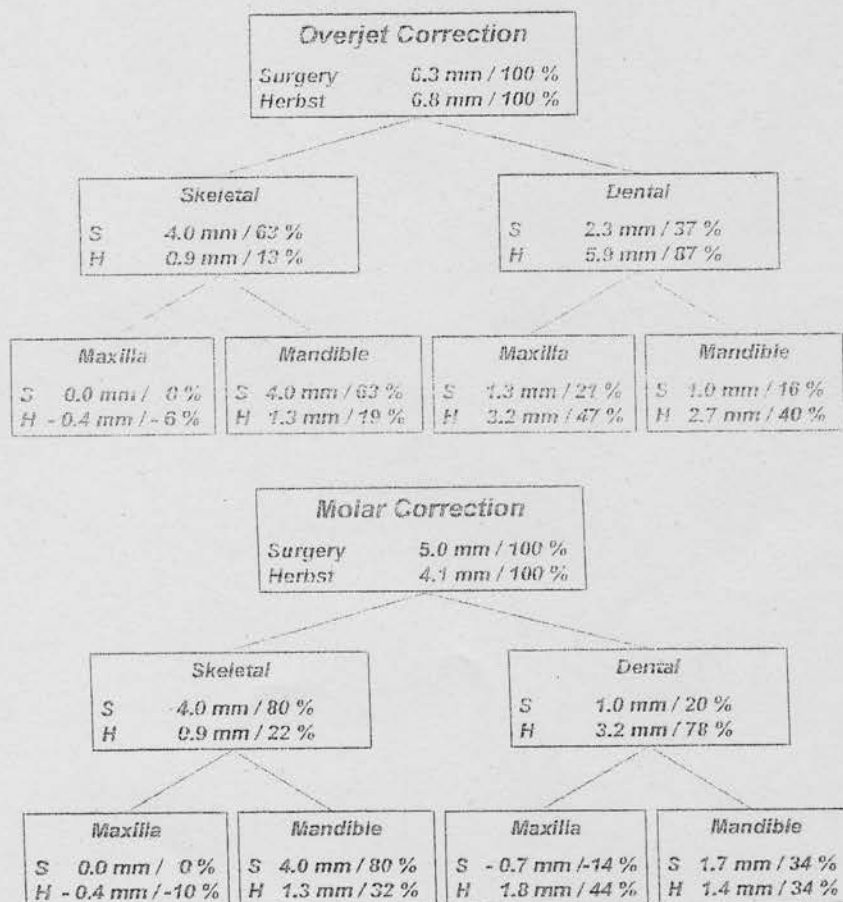 Overjet Correction
Surgery 6.3 mm / 100 %
Herbst 6.8 mm / 100 %
Skeletal
S 4.0 mm / 63 %
H 0.9 mm / 13 %
Dental
S 2.3 mm / 37 %
H 5.9 mm / 87 %
Maxilla
S 0.0 mm / 0 %
H - 0.4 mm / - 6 %
Mandible
S 4.0 mm / 63 %
H 1.3 mm / 19 %
Maxilla
S 1.3 mm / 21 %
H 3.2 mm / 47 %
Mandible
S 1.0 mm / 16 %
H 2.7 mm / 40 %
Molar Correction
Surgery 5.0 mm / 100 %
Herbst 4.1 mm / 100 %
Skeletal
S 4.0 mm / 80 %
H 0.9 mm / 22 %
Dental
S 1.0 mm / 20 %
H 3.2 mm / 78 %
Maxilla
S 0.0 mm / 0 %
H - 0.4 mm / -10 %
Mandible
S 4.0 mm / 80 %
H 1.3 mm / 32 %
Maxilla
S - 0.7 mm /-14 %
H 1.8 mm / 44 %
Mandible
S 1.7 mm / 34 %
H 1.4 mm / 34 %